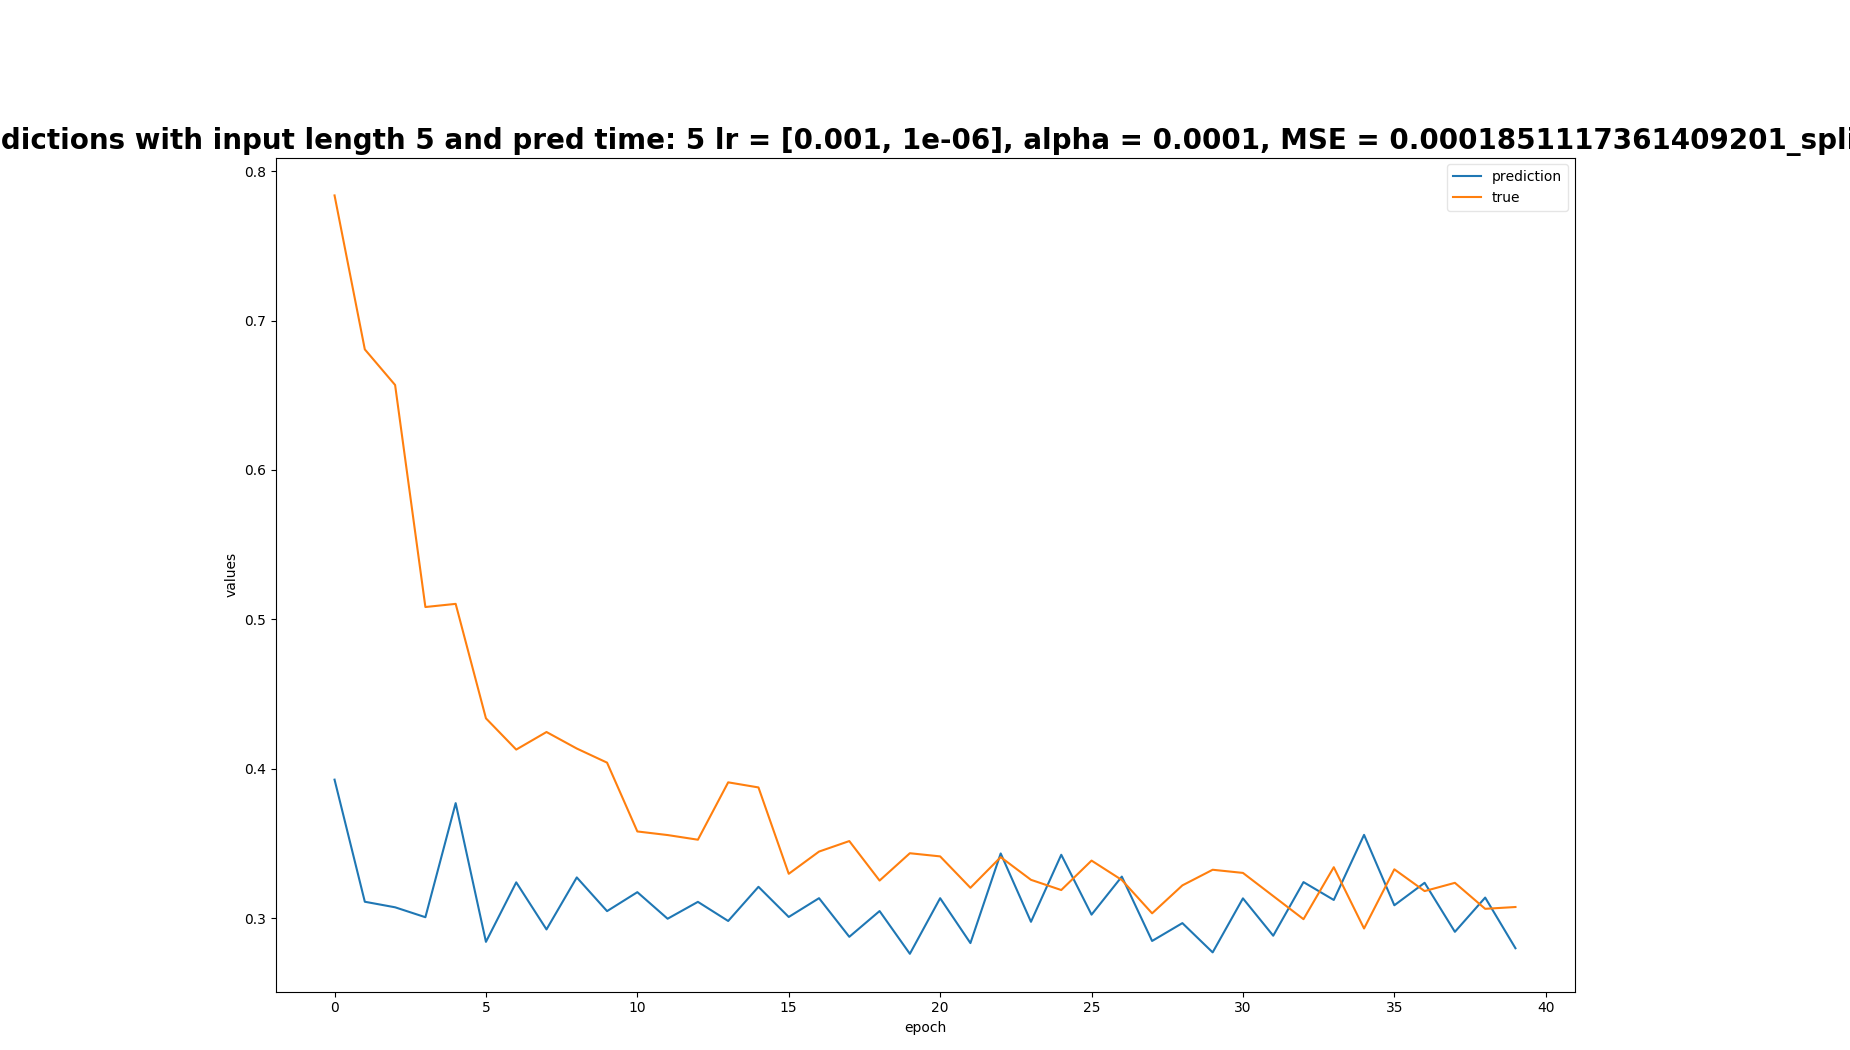 dictions with input length 5 and pred time: 5 lr = [0.001, 1e-06], alpha = 0.0001, MSE = 0.0001851117361409201_spli
prediction
true
0.8
0.7
0.6
0.5
0.4
0.3
values
0 5 10 15 20 25 30 35 40
epoch